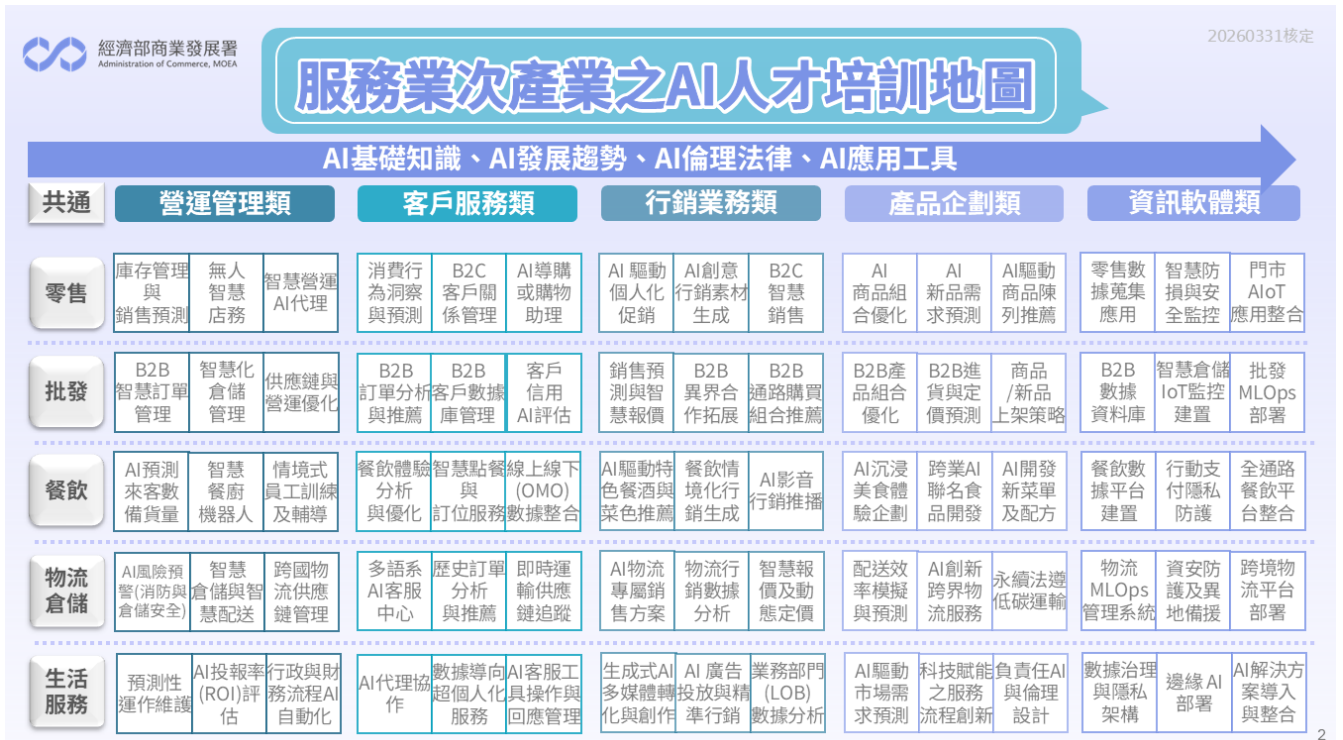 經濟部商業發展署
Administration of Commerce, MOEA
20260331核定
服務業次產業之AI人才培訓地圖
AI基礎知識、AI發展趨勢、AI倫理法律、AI應用工具
共通
營運管理類
客戶服務類
行銷業務類
產品企劃類
資訊軟體類
零售
庫存管理
與
銷售預測
無人
智慧
店務
智慧營運
AI代理
消費行
為洞察
與預測
B2C
客戶關
係管理
AI導購
或購物
助理
AI 驅動
個人化
促銷
AI創意
行銷素材
生成
B2C
智慧
銷售
AI
商品組
合優化
AI
新品需
求預測
AI驅動
商品陳
列推薦
零售數
據蒐集
應用
智慧防
損與安
全監控
門市
AIoT
應用整合
批發
B2B
智慧訂單
管理
智慧化
倉儲
管理
供應鏈與
營運優化
B2B
訂單分析
與推薦
B2B
客戶數據
庫管理
客戶
信用
AI評估
銷售預
測與智
慧報價
B2B
異界合
作拓展
B2B
通路購買
組合推薦
B2B產
品組合
優化
B2B進
貨與定
價預測
商品
/新品
上架策略
B2B
數據
資料庫
智慧倉儲
IoT監控
建置
批發
MLOps
部署
餐飲
AI預測
來客數
備貨量
智慧
餐廚
機器人
情境式
員工訓練
及輔導
餐飲體驗
分析
與優化
智慧點餐
與
訂位服務
線上線下
(OMO)
數據整合
AI驅動特
色餐酒與
菜色推薦
餐飲情
境化行
銷生成
AI影音
行銷推播
AI沉浸
美食體
驗企劃
跨業AI
聯名食
品開發
AI開發
新菜單
及配方
餐飲數
據平台
建置
行動支
付隱私
防護
全通路
餐飲平
台整合
物流
倉儲
AI風險預
警(消防與
倉儲安全)
智慧
倉儲與智
慧配送
跨國物
流供應
鏈管理
多語系
AI客服
中心
歷史訂單
分析
與推薦
即時運
輸供應
鏈追蹤
AI物流
專屬銷
售方案
物流行
銷數據
分析
智慧報
價及動
態定價
配送效
率模擬
與預測
AI創新
跨界物
流服務
永續法遵
低碳運輸
物流
MLOps
管理系統
資安防
護及異
地備援
跨境物
流平台
部署
生活
服務
預測性
運作維護
AI投報率
(ROI)評
估
行政與財
務流程AI
自動化
AI代理協
作
數據導向
超個人化
服務
AI客服工
具操作與
回應管理
生成式AI
多媒體轉
化與創作
AI 廣告
投放與精
準行銷
業務部門
(LOB)
數據分析
AI驅動
市場需
求預測
科技賦能
之服務
流程創新
負責任AI
與倫理
設計
數據治理
與隱私
架構
邊緣 AI
部署
AI解決方
案導入
與整合
2